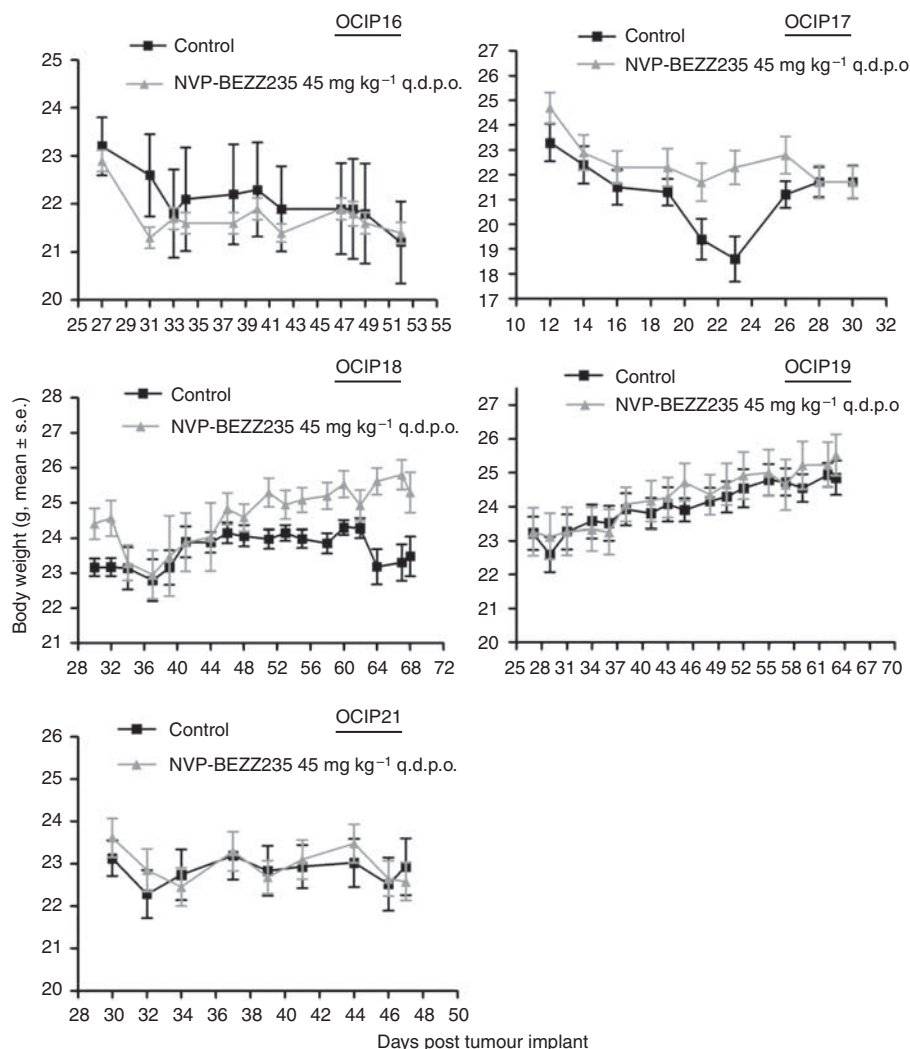 OCIP16
Control
NVP-BEZZ235 45 mg kg⁻¹ q.d.p.o.
25
24
23
22
21
20
25 27 29 31 33 35 37 39 41 43 45 47 49 51 53 55
OCIP17
Control
NVP-BEZZ235 45 mg kg⁻¹ q.d.p.o
27
26
25
24
23
22
21
20
19
18
17
10 12 14 16 18 20 22 24 26 28 30 32
Body weight (g, mean ± s.e.)
OCIP18
Control
NVP-BEZZ235 45 mg kg⁻¹ q.d.p.o.
28
27
26
25
24
23
22
21
28 32 36 40 44 48 52 56 60 64 68 72
OCIP19
Control
NVP-BEZZ235 45 mg kg⁻¹ q.d.p.o
27
26
25
24
23
22
20
25 28 31 34 37 40 43 46 49 52 55 58 61 64 67 70
OCIP21
Control
NVP-BEZZ235 45 mg kg⁻¹ q.d.p.o.
26
25
24
23
22
21
20
28 30 32 34 36 38 40 42 44 46 48 50
Days post tumour implant